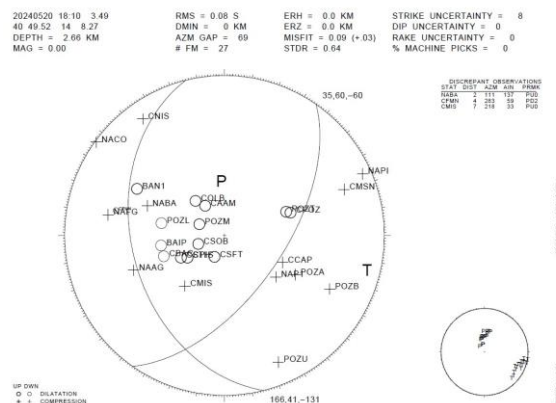 20240520 18:10 3.49 RMS = 0.08 S ERH = 0.0 KM STRIKE UNCERTAINTY = 8
40 49.52 14 8.27 DMIN = 0 KM ERZ = 0.0 KM DIP UNCERTAINTY = 0
DEPTH = 2.66 KM AZM GAP = 69 MISFIT = 0.09 (+.03) RAKE UNCERTAINTY = 0
MAG = 0.00 # FM = 27 STDR = 0.64 % MACHINE PICKS = 0
DISCREPANT OBSERVATIONS
STAT DIST AZM AIN PRMK
NABA 2 111 137 PU0
CPMN 4 283 59 PD2
CMIS 7 218 33 PU0
35,60,-60
CNIS
NACO
NAPI
CMSN
BAN1
P
COLB
CAAM
NABA
POZL
POZM
BAIP
CSOB
CSFT
NAAG
CCAP
T
POZA
POZB
CMIS
POZU
UP DWN
DILATATION
COMPRESSION
166,41,-131